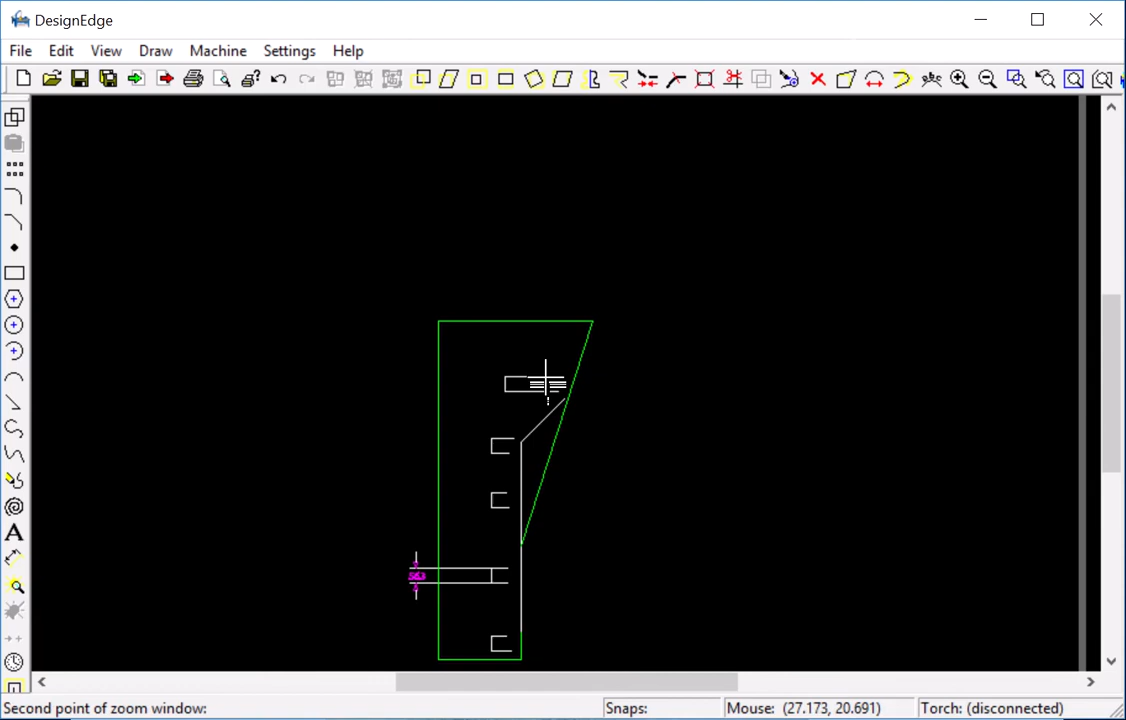 DesignEdge
File Edit View Draw Machine Settings Help
A
Second point of zoom window:
Snaps:
Mouse: (27.173, 20.691)
Torch: (disconnected)